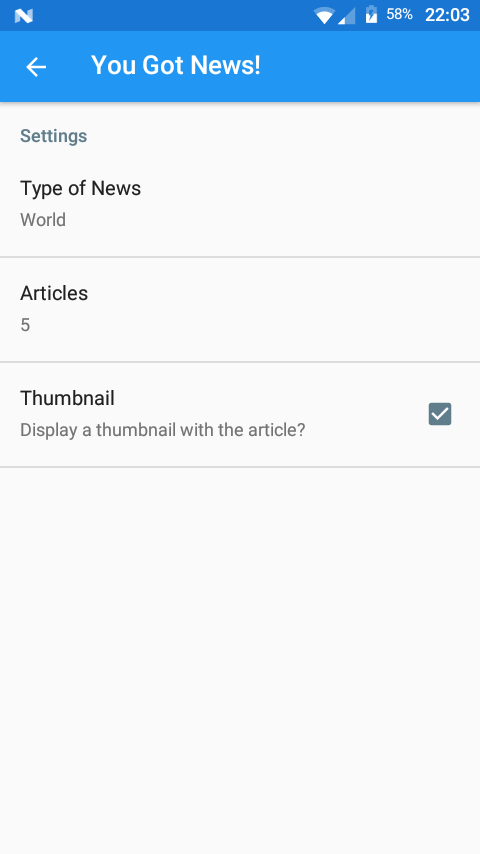 58% 22:03
You Got News!
Settings
Type of News
World
Articles
5
Thumbnail
Display a thumbnail with the article?